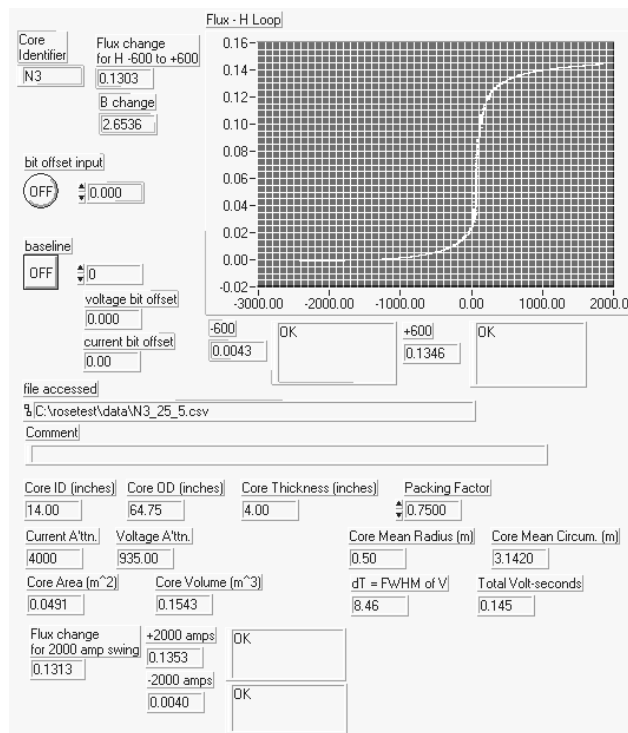 Flux - H Loop
Core Identifier
N3
Flux change
for H -600 to +600
0.1303
B change
2.6536
bit offset input
OFF
0.000
baseline
OFF
0
voltage bit offset
0.000
current bit offset
0.00
0.16
0.14
0.12
0.10
0.08
0.06
0.04
0.02
0.00
-0.02
-3000.00 -2000.00 -1000.00 0.00 1000.00 2000.0
-600
0.0043
OK
+600
0.1346
OK
file accessed
C:\rosetest\data\N3_25_5.csv
Comment
Core ID (inches) Core OD (inches) Core Thickness (inches) Packing Factor
14.00 64.75 4.00 0.7500
Current A'ttn. Voltage A'ttn. Core Mean Radius (m) Core Mean Circum. (m)
4000 935.00 0.50 3.1420
Core Area (m^2) Core Volume (m^3) dT = FWHM of V Total Volt-seconds
0.0491 0.1543 8.46 0.145
Flux change
for 2000 amp swing
0.1313
+2000 amps
0.1353
OK
-2000 amps
0.0040
OK